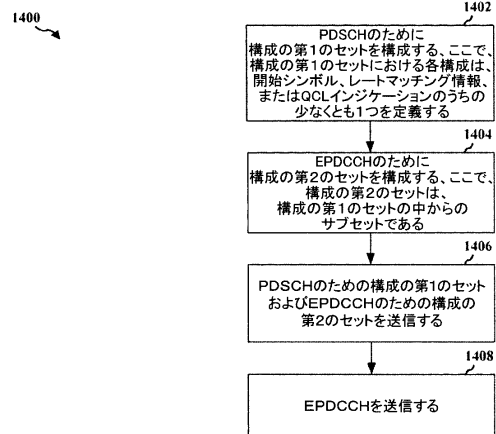 1400
1402
PDSCHのために
構成の第1のセットを構成する、ここで、
構成の第1のセットにおける各構成は、
開始シンボル、レートマッチング情報、
またはQCLインジケーションのうちの
少なくとも1つを定義する
1404
EPDCCHのために
構成の第2のセットを構成する、ここで、
構成の第2のセットは、
構成の第1のセットの中からの
サブセットである
1406
PDSCHのための構成の第1のセット
およびEPDCCHのための構成の
第2のセットを送信する
1408
EPDCCHを送信する